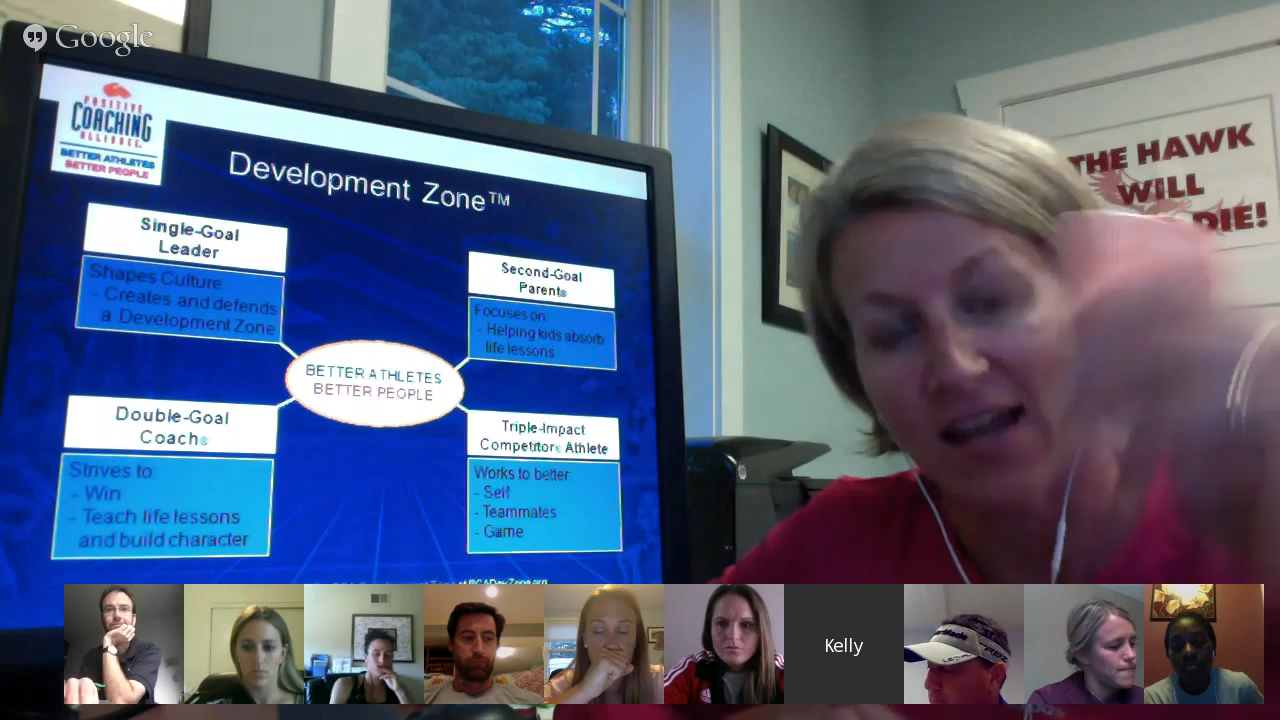 Google
POSITIVE
COACHING
ALLIANCE
BETTER ATHLETES
BETTER PEOPLE
Development Zone™
Single-Goal
Leader
Shapes Culture
- Creates and defends
a Development Zone
Second-Goal
Parent®
Focuses on
- Helping kids absorb
life lessons
BETTER ATHLETES
BETTER PEOPLE
Double-Goal
Coach®
Strives to:
- Win
- Teach life lessons
and build character
Triple-Impact
Competitor® Athlete
Works to better:
- Self
- Teammates
- Game
THE HAWK
WILL
DIE!
Kelly